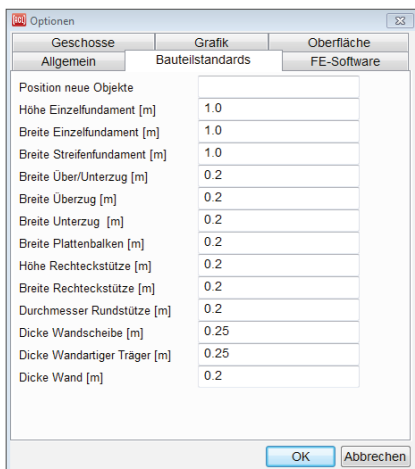 Optionen
Geschosse Grafik Oberfläche
Allgemein Bauteilstandards FE-Software
Position neue Objekte
Höhe Einzelfundament [m] 1.0
Breite Einzelfundament [m] 1.0
Breite Streifenfundament [m] 1.0
Breite Über/Unterzug [m] 0.2
Breite Überzug [m] 0.2
Breite Unterzug [m] 0.2
Breite Plattenbalken [m] 0.2
Höhe Rechteckstütze [m] 0.2
Breite Rechteckstütze [m] 0.2
Durchmesser Rundstütze [m] 0.2
Dicke Wandscheibe [m] 0.25
Dicke Wandartiger Träger [m] 0.25
Dicke Wand [m] 0.2
OK Abbrechen